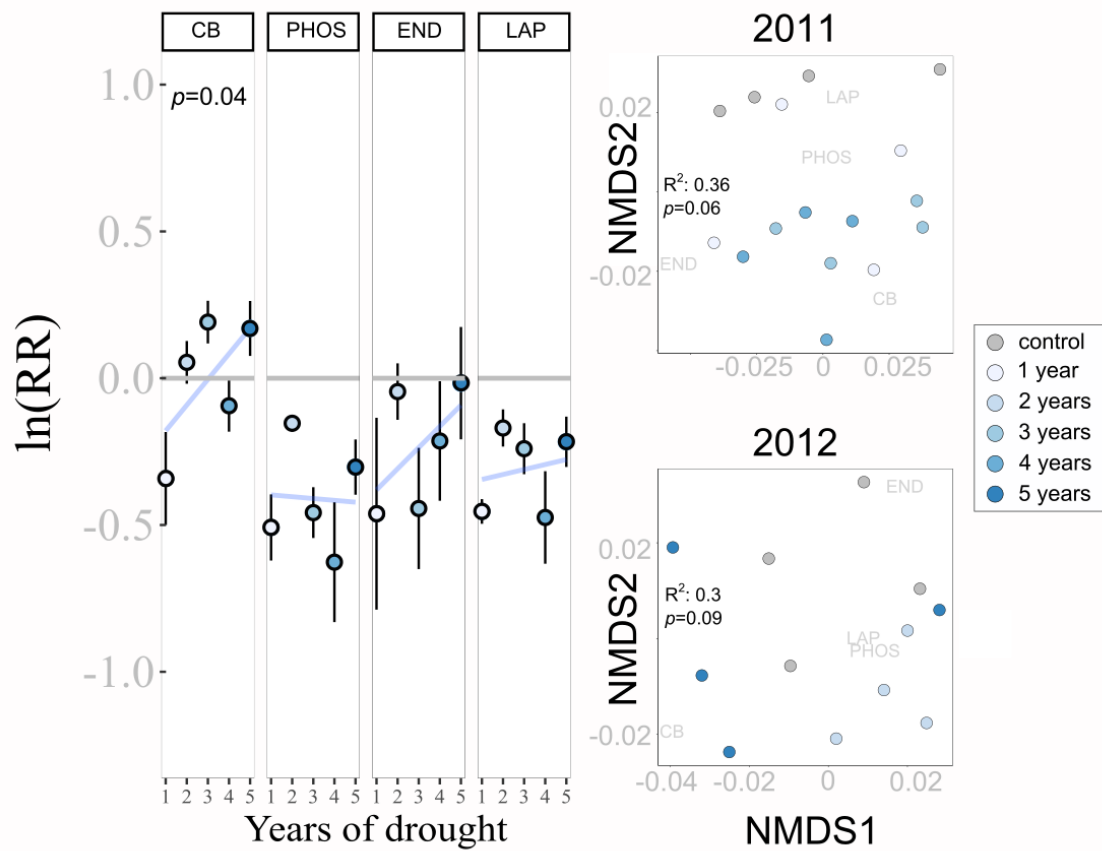 CB PHOS END LAP
p=0.04
1.0
0.5
0.0
-0.5
-1.0
ln(RR)
1 2 3 4 5 1 2 3 4 5 1 2 3 4 5 1 2 3 4 5
Years of drought
2011
NMDS2
0.02
-0.02
LAP
PHOS
R²: 0.36
p=0.06
END
CB
-0.025 0 0.025
2012
NMDS2
0.02
-0.02
END
R²: 0.3
p=0.09
LAP
PHOS
CB
-0.04 -0.02 0 0.02
NMDS1
control
1 year
2 years
3 years
4 years
5 years